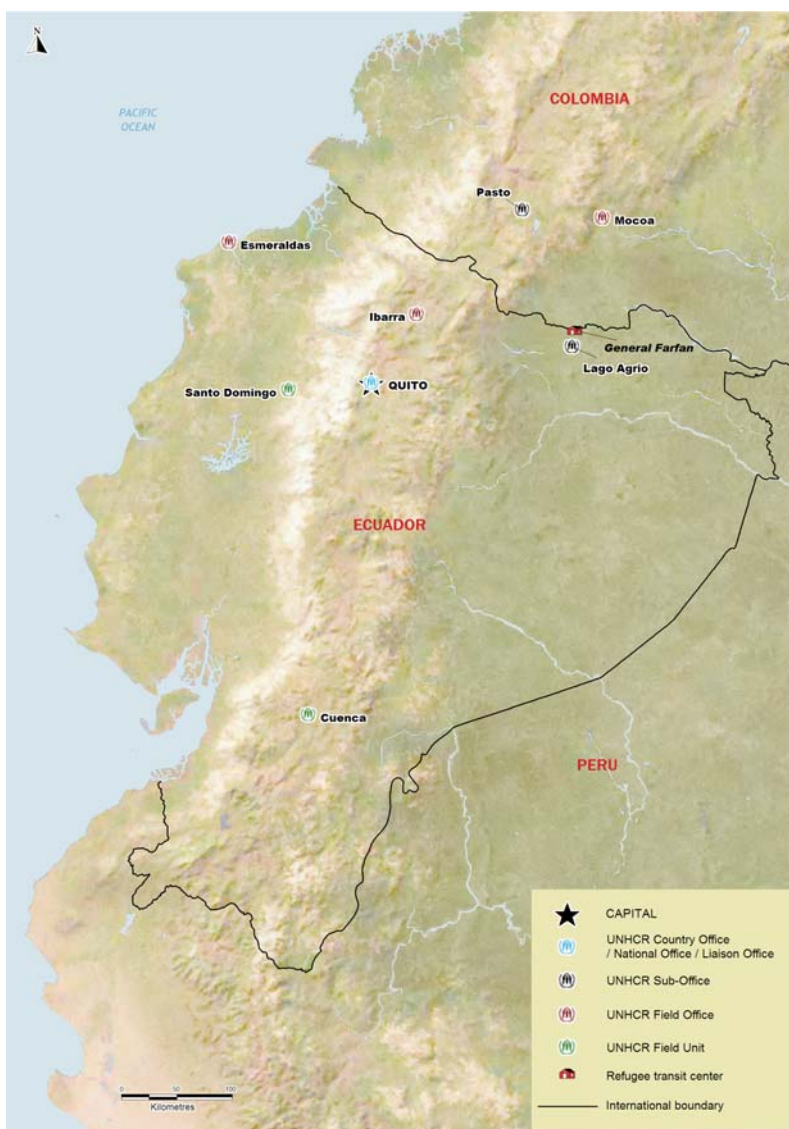 N
PACIFIC
OCEAN
COLOMBIA
Pasto
Mocoa
Esmeraldas
Ibarra
General Farfan
Lago Agrio
Santo Domingo
QUITO
ECUADOR
Cuenca
PERU
CAPITAL
UNHCR Country Office
/ National Office / Liaison Office
UNHCR Sub-Office
UNHCR Field Office
UNHCR Field Unit
Refugee transit center
International boundary
0 50 100
Kilometres